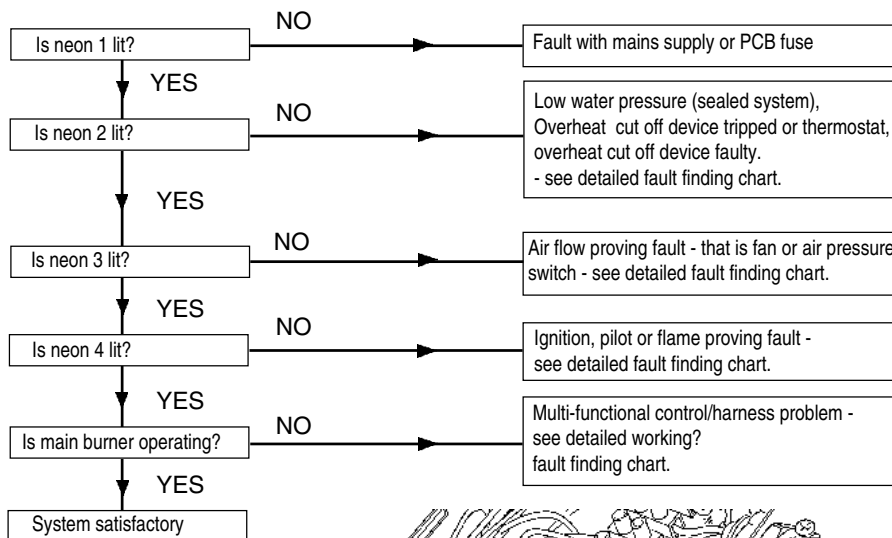 NO
Is neon 1 lit?
Fault with mains supply or PCB fuse
YES
Low water pressure (sealed system),
NO
Overheat cut off device tripped or thermostat,
Is neon 2 lit?
overheat cut off device faulty.
- see detailed fault finding chart.
YES
NO
Air flow proving fault - that is fan or air pressure
Is neon 3 lit?
switch - see detailed fault finding chart.
YES
NO
Ignition, pilot or flame proving fault -
Is neon 4 lit?
see detailed fault finding chart.
YES
Multi-functional control/harness problem -
NO
Is main burner operating?
see detailed working?
fault finding chart.
YES
System satisfactory